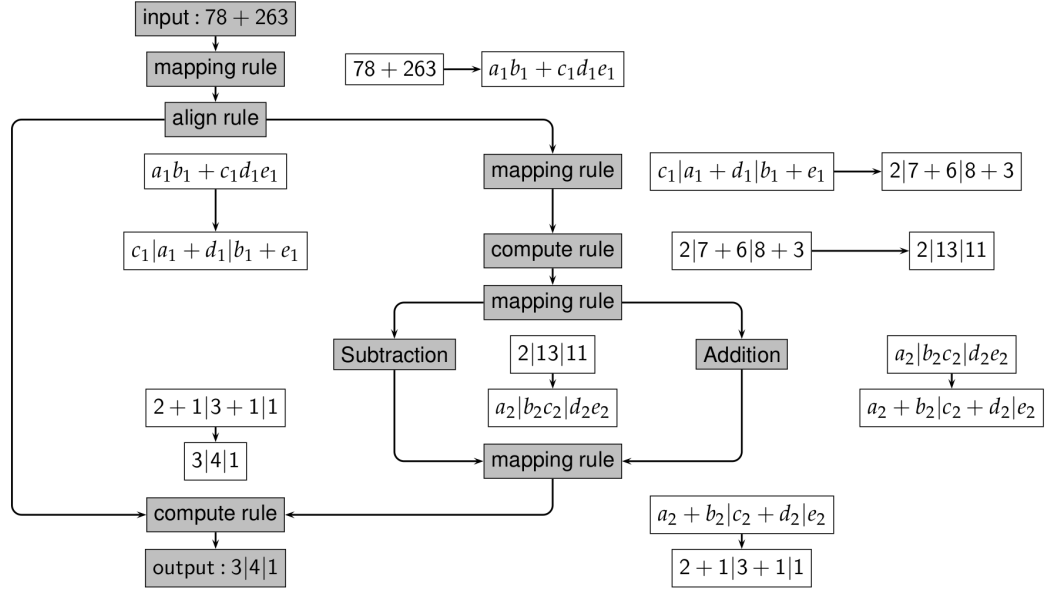 input : 78 + 263
mapping rule
78 + 263
a₁b₁ + c₁d₁e₁
align rule
a₁b₁ + c₁d₁e₁
mapping rule
c₁|a₁ + d₁|b₁ + e₁
2|7 + 6|8 + 3
c₁|a₁ + d₁|b₁ + e₁
compute rule
2|7 + 6|8 + 3
2|13|11
mapping rule
Subtraction
2|13|11
Addition
a₂|b₂c₂|d₂e₂
2 + 1|3 + 1|1
a₂|b₂c₂|d₂e₂
a₂ + b₂|c₂ + d₂|e₂
3|4|1
mapping rule
compute rule
a₂ + b₂|c₂ + d₂|e₂
output : 3|4|1
2 + 1|3 + 1|1